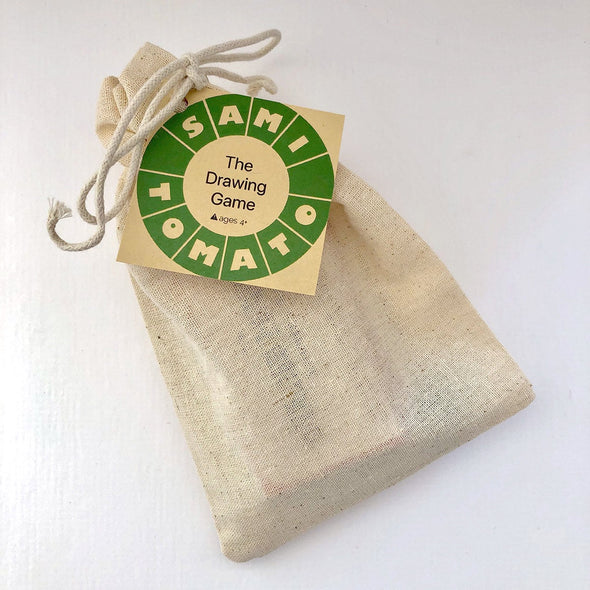 SAMI
The
Drawing
Game
⚠ ages 4+
TOMATO